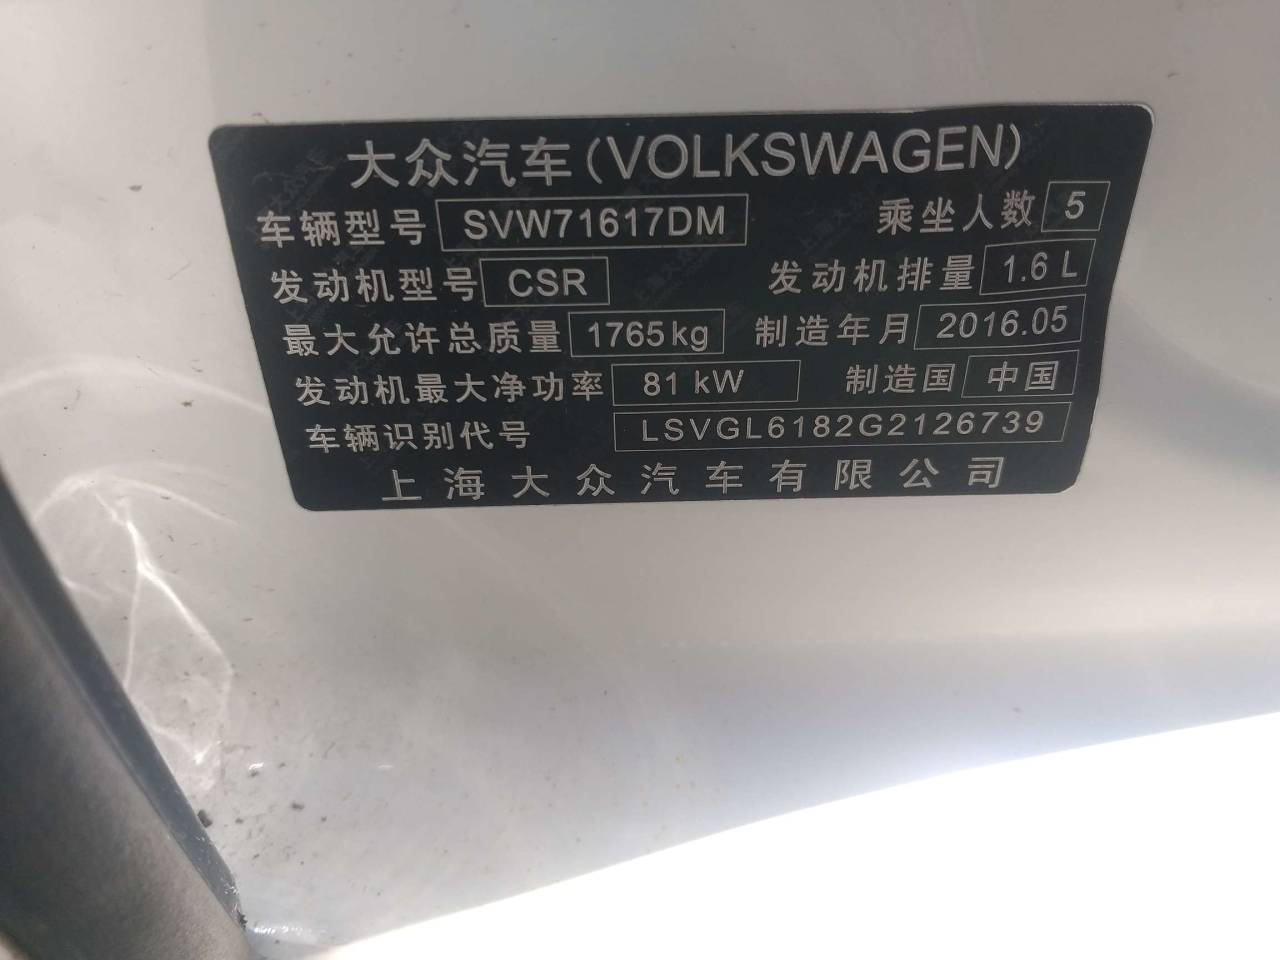 大众汽车(VOLKSWAGEN)
车辆型号 SVW71617DM 乘坐人数 5
发动机型号 CSR 发动机排量 1.6 L
最大允许总质量 1765kg 制造年月 2016.05
发动机最大净功率 81 kW 制造国 中国
车辆识别代号 LSVGL6182G2126739
上海大众汽车有限公司